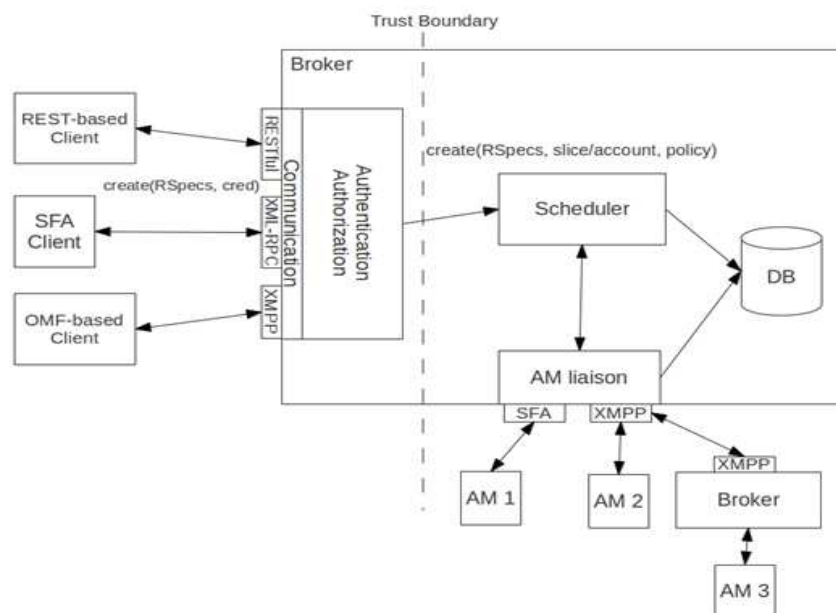 Trust Boundary
Broker
REST-based
Client
RESTful
create(RSpecs, cred)
SFA
Client
XML-RPC
OMF-based
Client
XMPP
Communication
Authentication
Authorization
create(RSpecs, slice/account, policy)
Scheduler
DB
AM liaison
SFA
XMPP
AM 1
AM 2
XMPP
Broker
AM 3